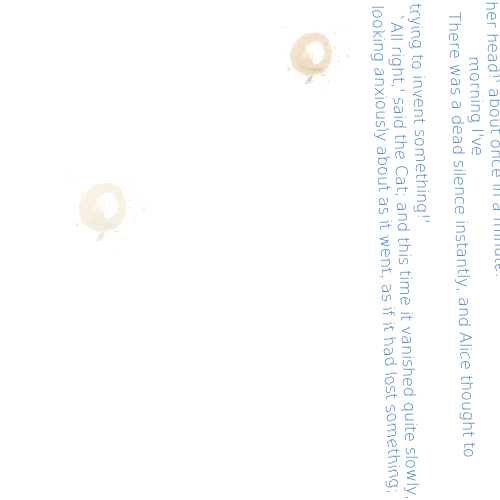 her head!' about once in a minute.
morning I've
There was a dead silence instantly, and Alice thought to
trying to invent something!'
`All right,' said the Cat; and this time it vanished quite slowly,
looking anxiously about as it went, as if it had lost something;